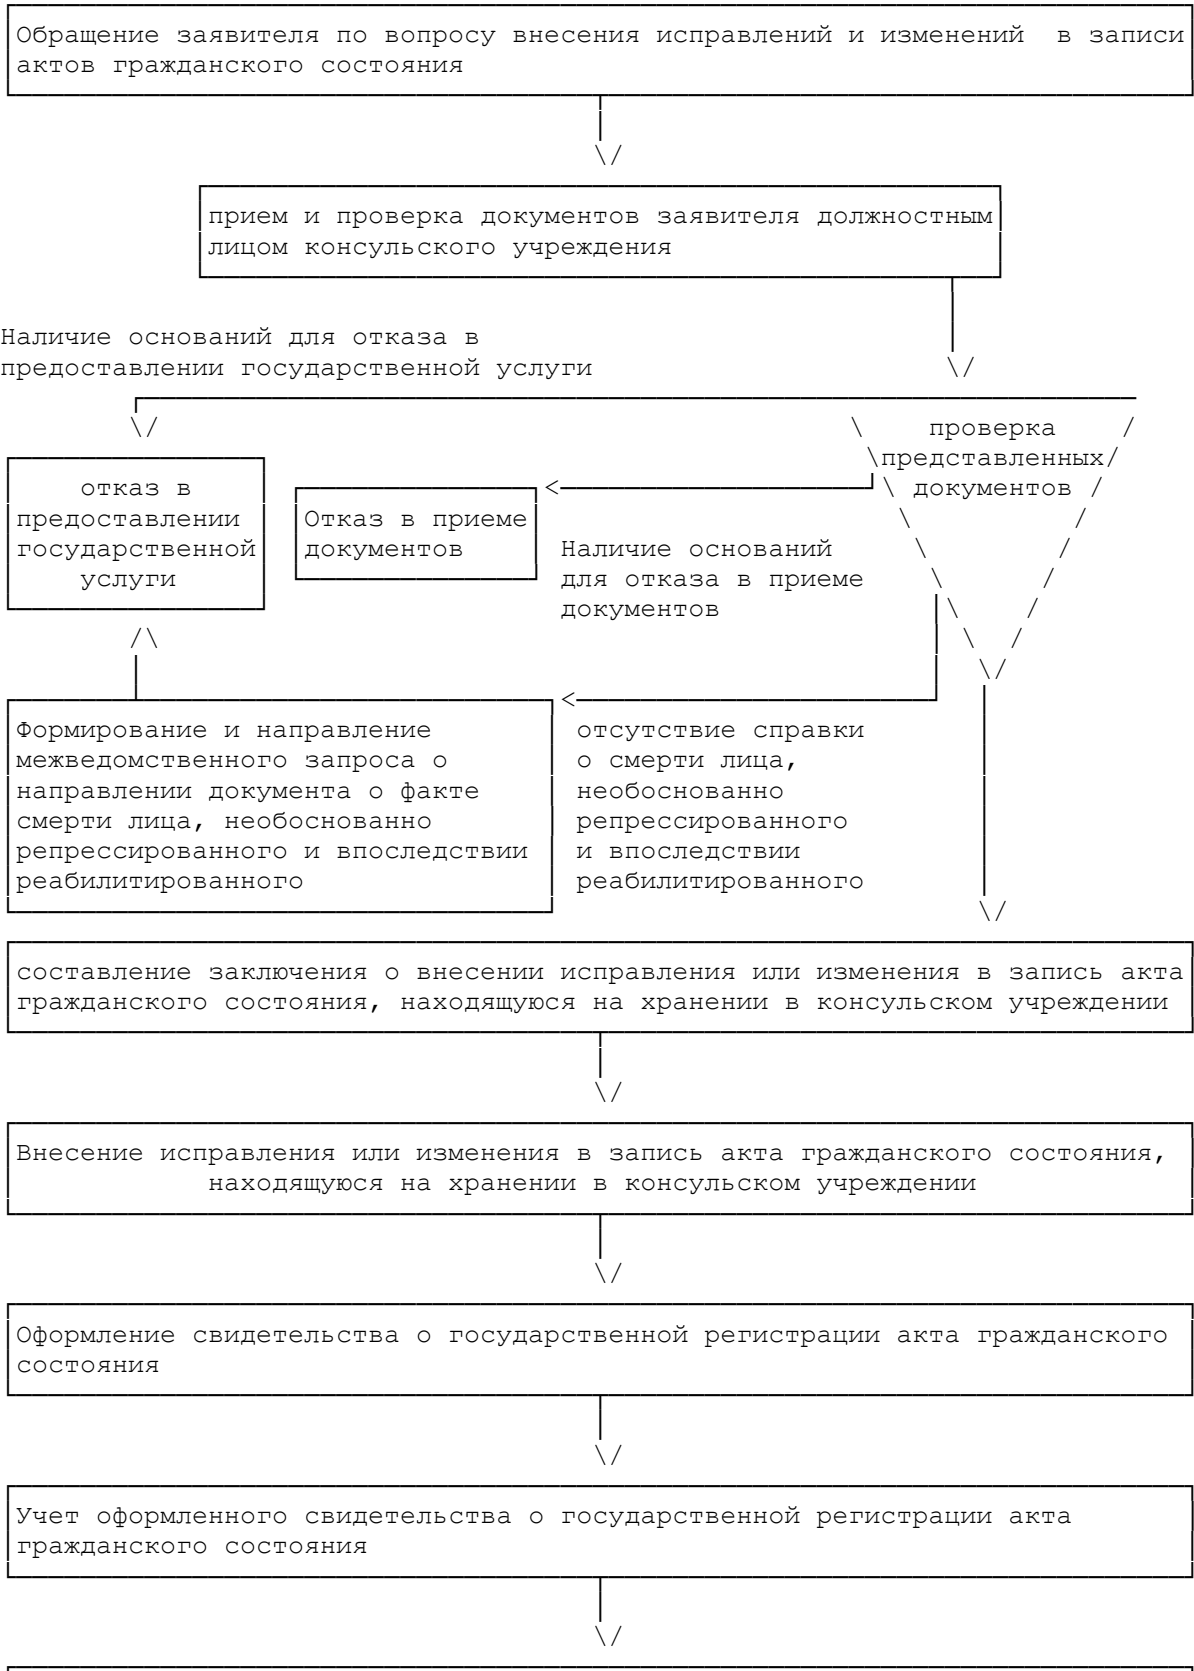 Обращение заявителя по вопросу внесения исправлений и изменений  в записи
актов гражданского состояния
прием и проверка документов заявителя должностным
лицом консульского учреждения
Наличие оснований для отказа в
предоставлении государственной услуги
проверка
представленных
документов
отказ в
предоставлении
государственной
услуги
Отказ в приеме
документов
Наличие оснований
для отказа в приеме
документов
Формирование и направление
межведомственного запроса о
направлении документа о факте
смерти лица, необоснованно
репрессированного и впоследствии
реабилитированного
отсутствие справки
о смерти лица,
необоснованно
репрессированного
и впоследствии
реабилитированного
составление заключения о внесении исправления или изменения в запись акта
гражданского состояния, находящуюся на хранении в консульском учреждении
Внесение исправления или изменения в запись акта гражданского состояния,
находящуюся на хранении в консульском учреждении
Оформление свидетельства о государственной регистрации акта гражданского
состояния
Учет оформленного свидетельства о государственной регистрации акта
гражданского состояния